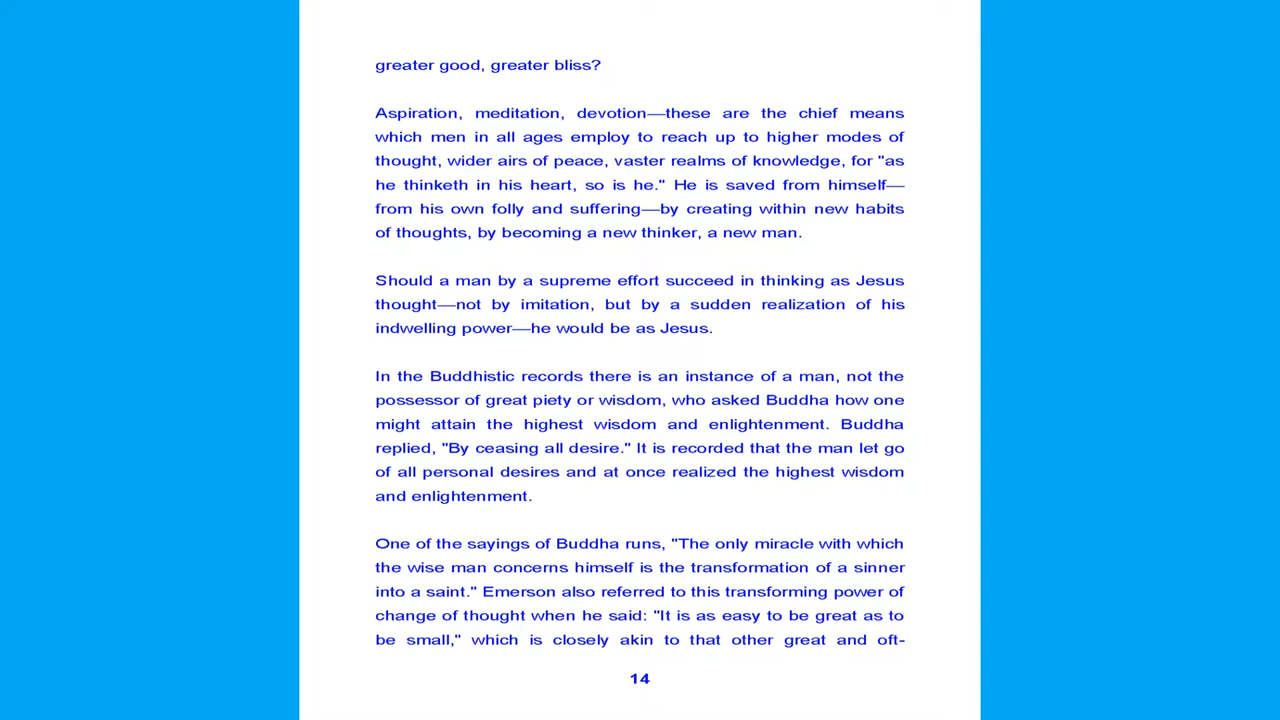 greater good, greater bliss?
Aspiration, meditation, devotion—these are the chief means
which men in all ages employ to reach up to higher modes of
thought, wider airs of peace, vaster realms of knowledge, for "as
he thinketh in his heart, so is he." He is saved from himself—
from his own folly and suffering—by creating within new habits
of thoughts, by becoming a new thinker, a new man.
Should a man by a supreme effort succeed in thinking as Jesus
thought—not by imitation, but by a sudden realization of his
indwelling power—he would be as Jesus.
In the Buddhistic records there is an instance of a man, not the
possessor of great piety or wisdom, who asked Buddha how one
might attain the highest wisdom and enlightenment. Buddha
replied, "By ceasing all desire." It is recorded that the man let go
of all personal desires and at once realized the highest wisdom
and enlightenment.
One of the sayings of Buddha runs, "The only miracle with which
the wise man concerns himself is the transformation of a sinner
into a saint." Emerson also referred to this transforming power of
change of thought when he said: "It is as easy to be great as to
be small," which is closely akin to that other great and oft-
14